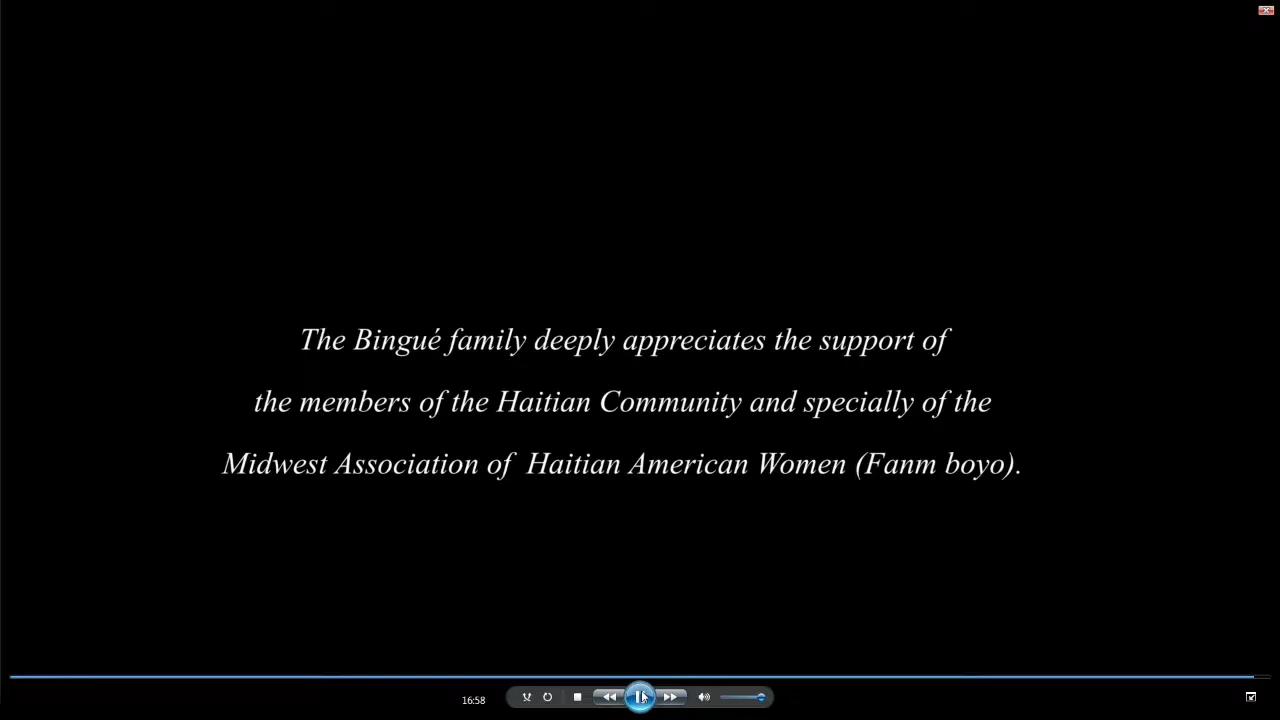 The Bingué family deeply appreciates the support of
the members of the Haitian Community and specially of the
Midwest Association of Haitian American Women (Fanm boyo).
16:58